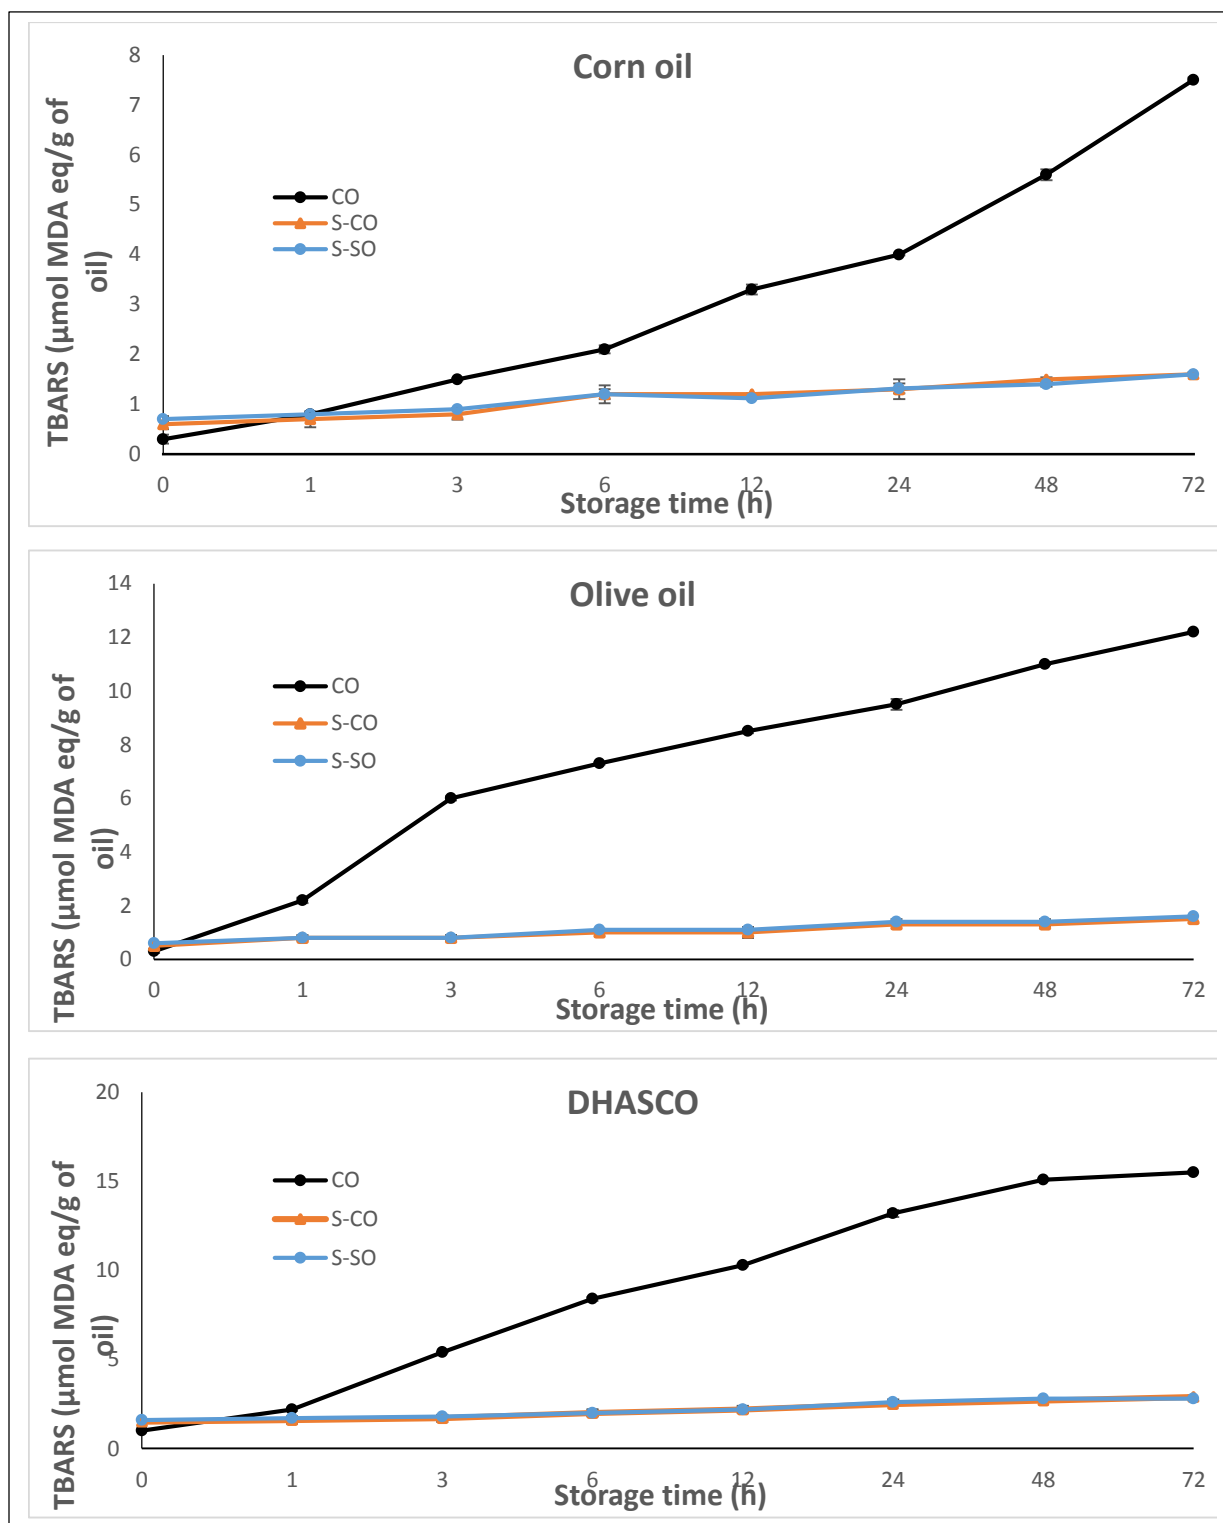 Corn oil
TBARS (µmol MDA eq/g of
oil)
8
7
6
5
4
3
2
1
0
CO
S-CO
S-SO
0 1 3 6 12 24 48 72
Storage time (h)
Olive oil
TBARS (µmol MDA eq/g of
oil)
14
12
10
8
6
4
2
0
CO
S-CO
S-SO
0 1 3 6 12 24 48 72
Storage time (h)
DHASCO
TBARS (µmol MDA eq/g of
oil)
20
15
10
5
0
CO
S-CO
S-SO
0 1 3 6 12 24 48 72
Storage time (h)